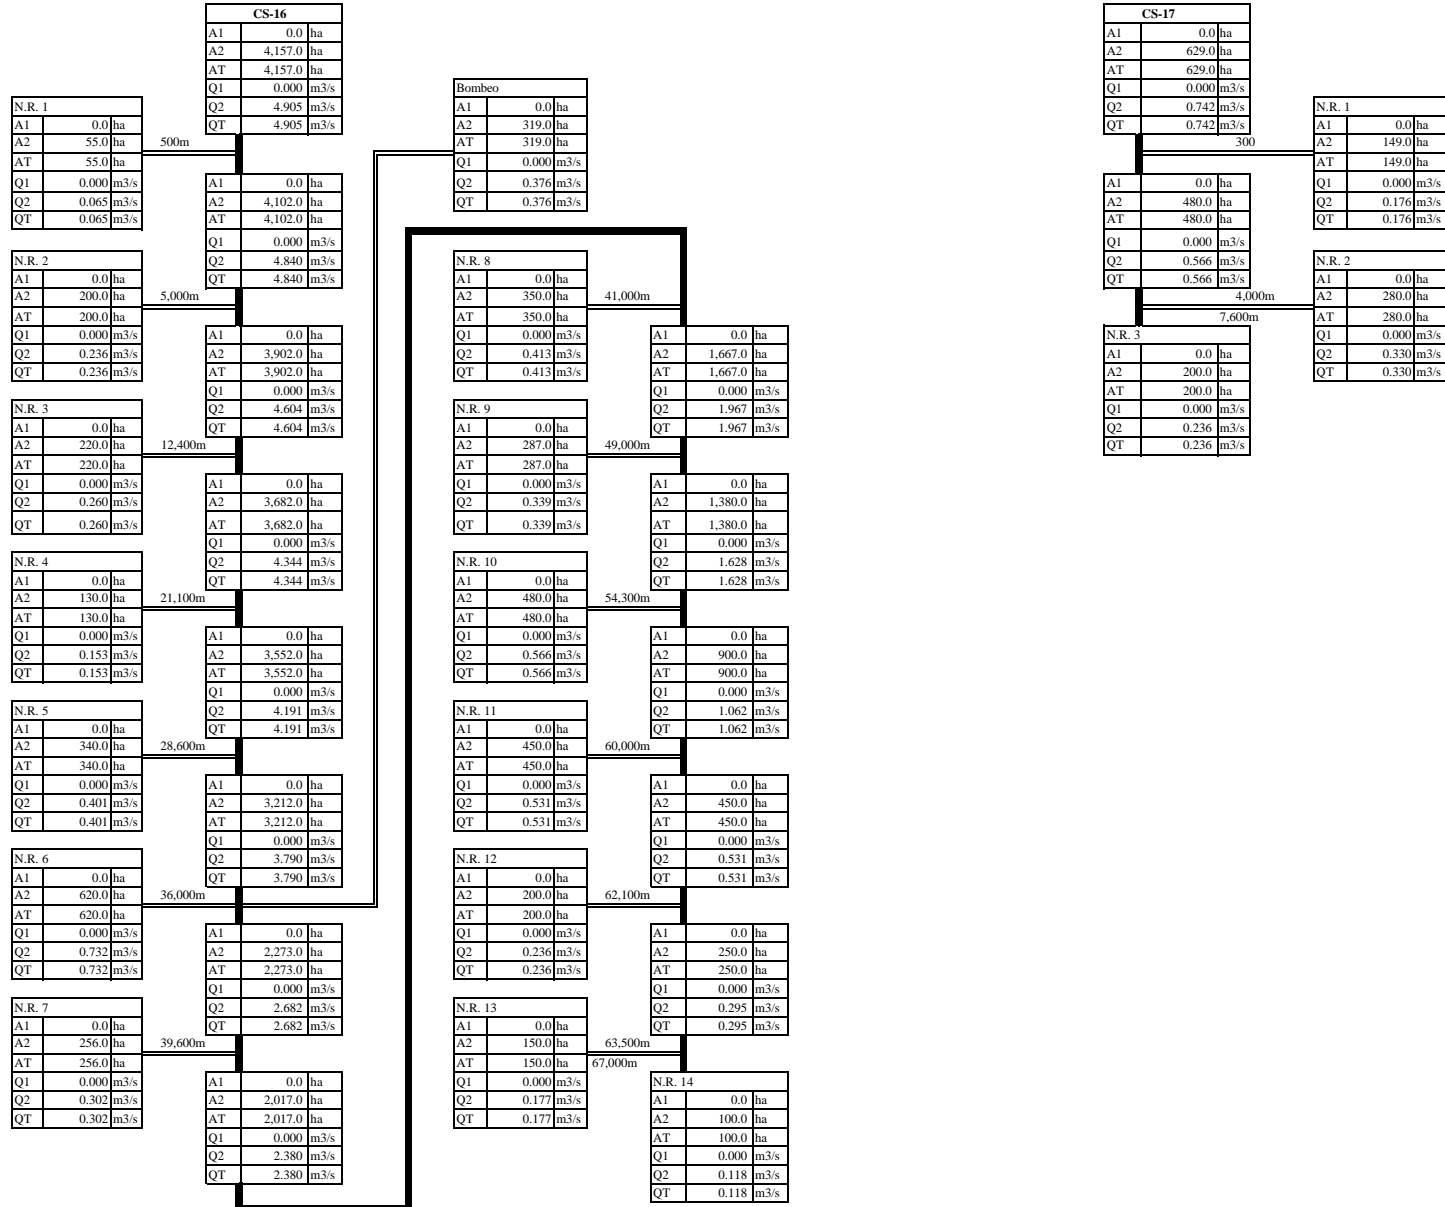 CS-16
A1 0.0 ha
A2 4,157.0 ha
AT 4,157.0 ha
Q1 0.000 m3/s
Q2 4.905 m3/s
QT 4.905 m3/s
N.R. 1
A1 0.0 ha
A2 55.0 ha
AT 55.0 ha
Q1 0.000 m3/s
Q2 0.065 m3/s
QT 0.065 m3/s
500m
A1 0.0 ha
A2 4,102.0 ha
AT 4,102.0 ha
Q1 0.000 m3/s
Q2 4.840 m3/s
QT 4.840 m3/s
N.R. 2
A1 0.0 ha
A2 200.0 ha
AT 200.0 ha
Q1 0.000 m3/s
Q2 0.236 m3/s
QT 0.236 m3/s
5,000m
A1 0.0 ha
A2 3,902.0 ha
AT 3,902.0 ha
Q1 0.000 m3/s
Q2 4.604 m3/s
QT 4.604 m3/s
N.R. 3
A1 0.0 ha
A2 220.0 ha
AT 220.0 ha
Q1 0.000 m3/s
Q2 0.260 m3/s
QT 0.260 m3/s
12,400m
A1 0.0 ha
A2 3,682.0 ha
AT 3,682.0 ha
Q1 0.000 m3/s
Q2 4.344 m3/s
QT 4.344 m3/s
N.R. 4
A1 0.0 ha
A2 130.0 ha
AT 130.0 ha
Q1 0.000 m3/s
Q2 0.153 m3/s
QT 0.153 m3/s
21,100m
A1 0.0 ha
A2 3,552.0 ha
AT 3,552.0 ha
Q1 0.000 m3/s
Q2 4.191 m3/s
QT 4.191 m3/s
N.R. 5
A1 0.0 ha
A2 340.0 ha
AT 340.0 ha
Q1 0.000 m3/s
Q2 0.401 m3/s
QT 0.401 m3/s
28,600m
A1 0.0 ha
A2 3,212.0 ha
AT 3,212.0 ha
Q1 0.000 m3/s
Q2 3.790 m3/s
QT 3.790 m3/s
N.R. 6
A1 0.0 ha
A2 620.0 ha
AT 620.0 ha
Q1 0.000 m3/s
Q2 0.732 m3/s
QT 0.732 m3/s
36,000m
A1 0.0 ha
A2 2,273.0 ha
AT 2,273.0 ha
Q1 0.000 m3/s
Q2 2.682 m3/s
QT 2.682 m3/s
N.R. 7
A1 0.0 ha
A2 256.0 ha
AT 256.0 ha
Q1 0.000 m3/s
Q2 0.302 m3/s
QT 0.302 m3/s
39,600m
A1 0.0 ha
A2 2,017.0 ha
AT 2,017.0 ha
Q1 0.000 m3/s
Q2 2.380 m3/s
QT 2.380 m3/s
Bombeo
A1 0.0 ha
A2 319.0 ha
AT 319.0 ha
Q1 0.000 m3/s
Q2 0.376 m3/s
QT 0.376 m3/s
N.R. 8
A1 0.0 ha
A2 350.0 ha
AT 350.0 ha
Q1 0.000 m3/s
Q2 0.413 m3/s
QT 0.413 m3/s
41,000m
A1 0.0 ha
A2 1,667.0 ha
AT 1,667.0 ha
Q1 0.000 m3/s
Q2 1.967 m3/s
QT 1.967 m3/s
N.R. 9
A1 0.0 ha
A2 287.0 ha
AT 287.0 ha
Q1 0.000 m3/s
Q2 0.339 m3/s
QT 0.339 m3/s
49,000m
A1 0.0 ha
A2 1,380.0 ha
AT 1,380.0 ha
Q1 0.000 m3/s
Q2 1.628 m3/s
QT 1.628 m3/s
N.R. 10
A1 0.0 ha
A2 480.0 ha
AT 480.0 ha
Q1 0.000 m3/s
Q2 0.566 m3/s
QT 0.566 m3/s
54,300m
A1 0.0 ha
A2 900.0 ha
AT 900.0 ha
Q1 0.000 m3/s
Q2 1.062 m3/s
QT 1.062 m3/s
N.R. 11
A1 0.0 ha
A2 450.0 ha
AT 450.0 ha
Q1 0.000 m3/s
Q2 0.531 m3/s
QT 0.531 m3/s
60,000m
A1 0.0 ha
A2 450.0 ha
AT 450.0 ha
Q1 0.000 m3/s
Q2 0.531 m3/s
QT 0.531 m3/s
N.R. 12
A1 0.0 ha
A2 200.0 ha
AT 200.0 ha
Q1 0.000 m3/s
Q2 0.236 m3/s
QT 0.236 m3/s
62,100m
A1 0.0 ha
A2 250.0 ha
AT 250.0 ha
Q1 0.000 m3/s
Q2 0.295 m3/s
QT 0.295 m3/s
N.R. 13
A1 0.0 ha
A2 150.0 ha
AT 150.0 ha
Q1 0.000 m3/s
Q2 0.177 m3/s
QT 0.177 m3/s
63,500m
67,000m
N.R. 14
A1 0.0 ha
A2 100.0 ha
AT 100.0 ha
Q1 0.000 m3/s
Q2 0.118 m3/s
QT 0.118 m3/s
CS-17
A1 0.0 ha
A2 629.0 ha
AT 629.0 ha
Q1 0.000 m3/s
Q2 0.742 m3/s
QT 0.742 m3/s
300
N.R. 1
A1 0.0 ha
A2 149.0 ha
AT 149.0 ha
Q1 0.000 m3/s
Q2 0.176 m3/s
QT 0.176 m3/s
A1 0.0 ha
A2 480.0 ha
AT 480.0 ha
Q1 0.000 m3/s
Q2 0.566 m3/s
QT 0.566 m3/s
4,000m
7,600m
N.R. 2
A1 0.0 ha
A2 280.0 ha
AT 280.0 ha
Q1 0.000 m3/s
Q2 0.330 m3/s
QT 0.330 m3/s
N.R. 3
A1 0.0 ha
A2 200.0 ha
AT 200.0 ha
Q1 0.000 m3/s
Q2 0.236 m3/s
QT 0.236 m3/s